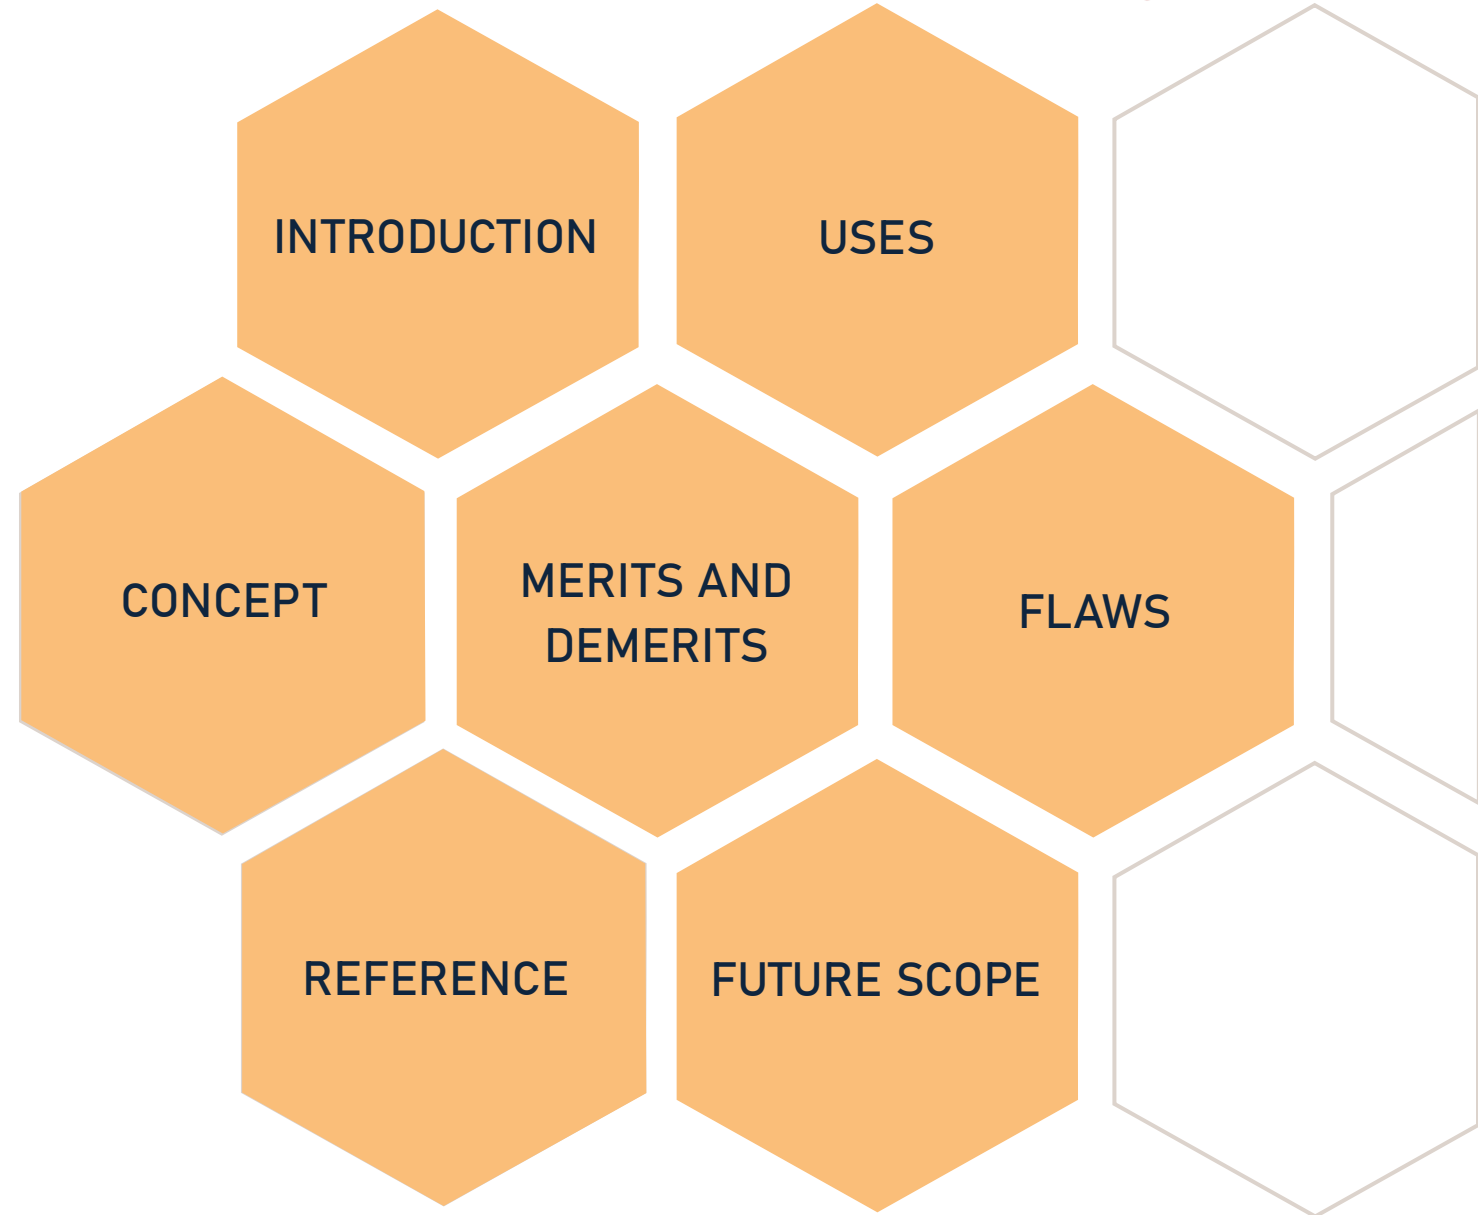 INTRODUCTION
USES
CONCEPT
MERITS AND
DEMERITS
FLAWS
REFERENCE
FUTURE SCOPE